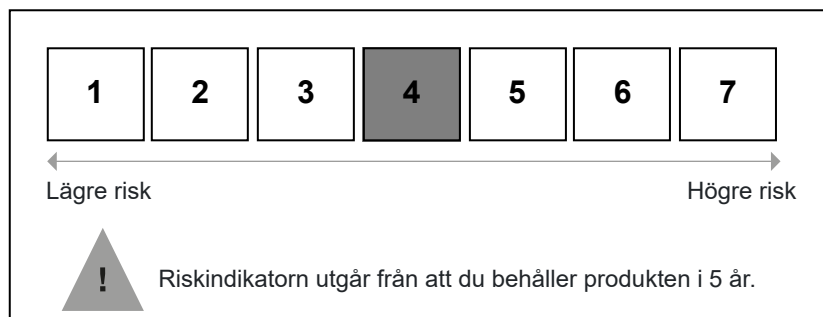 1 2 3 4 5 6 7
Lägre risk Högre risk
! Riskindikatorn utgår från att du behåller produkten i 5 år.